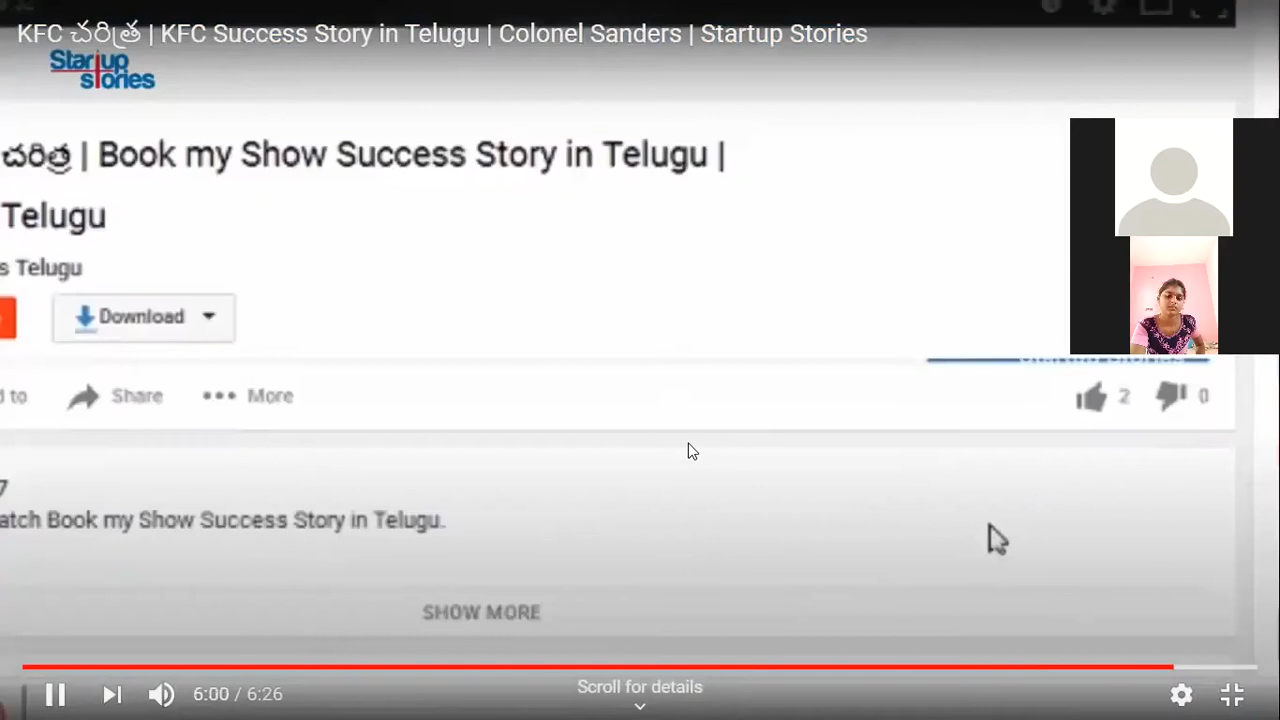 KFC చరిత్ర | KFC Success Story in Telugu | Colonel Sanders | Startup Stories
Startup
stories
చరిత్ర | Book my Show Success Story in Telugu |
Telugu
s Telugu
Download
d to
Share
More
2
0
7
atch Book my Show Success Story in Telugu.
SHOW MORE
6:00 / 6:26
Scroll for details